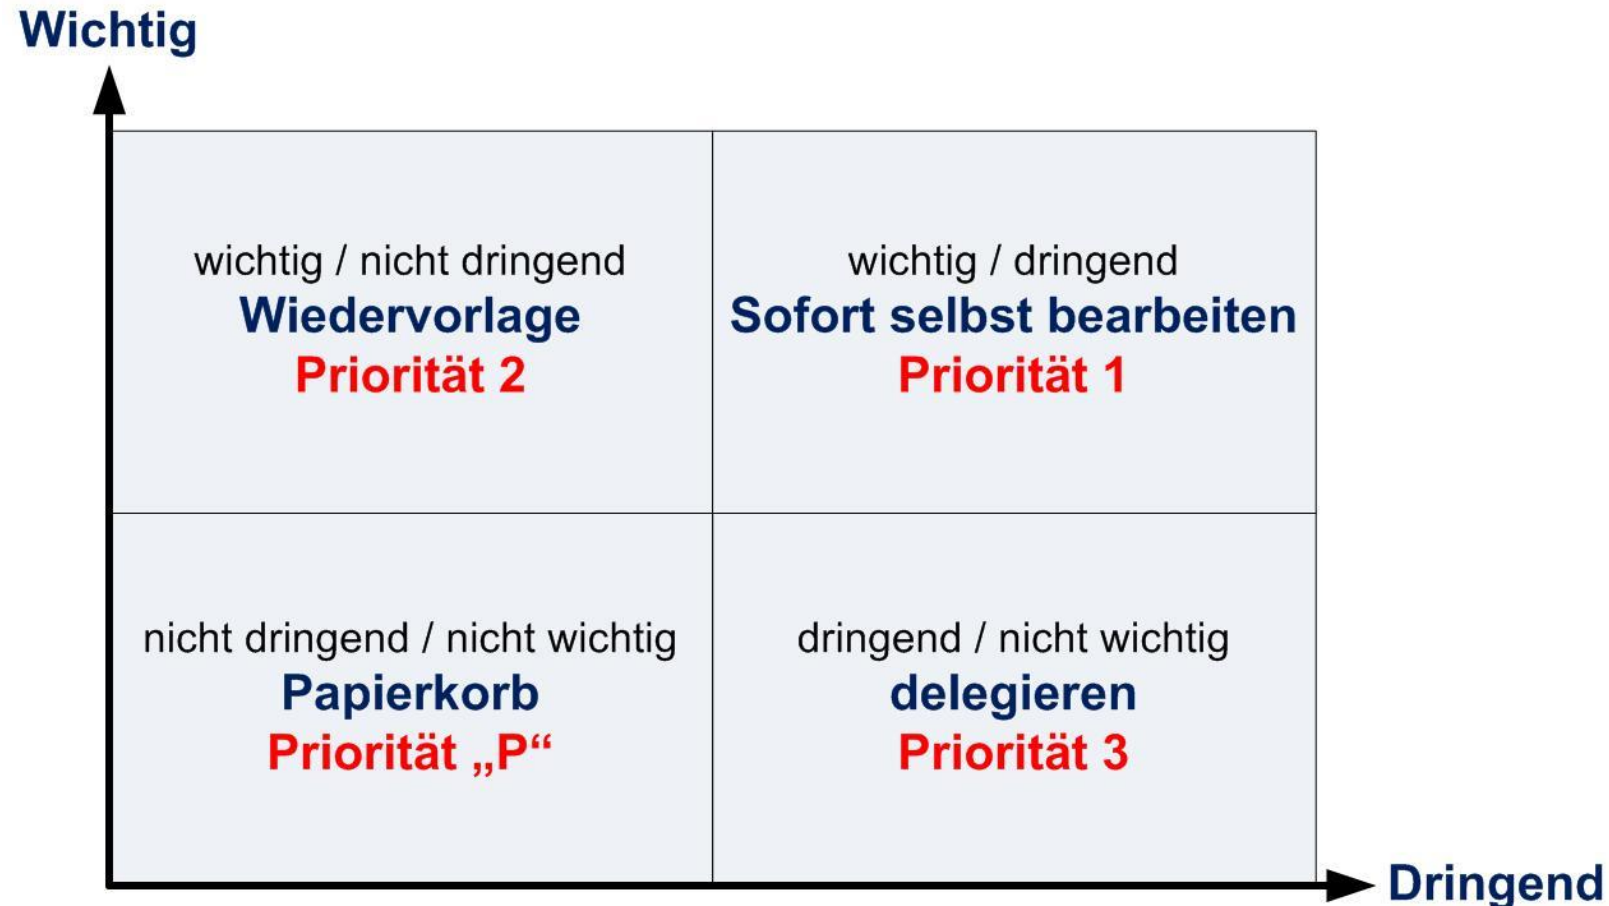 Wichtig
wichtig / nicht dringend
Wiedervorlage
Priorität 2
wichtig / dringend
Sofort selbst bearbeiten
Priorität 1
nicht dringend / nicht wichtig
Papierkorb
Priorität „P“
dringend / nicht wichtig
delegieren
Priorität 3
Dringend